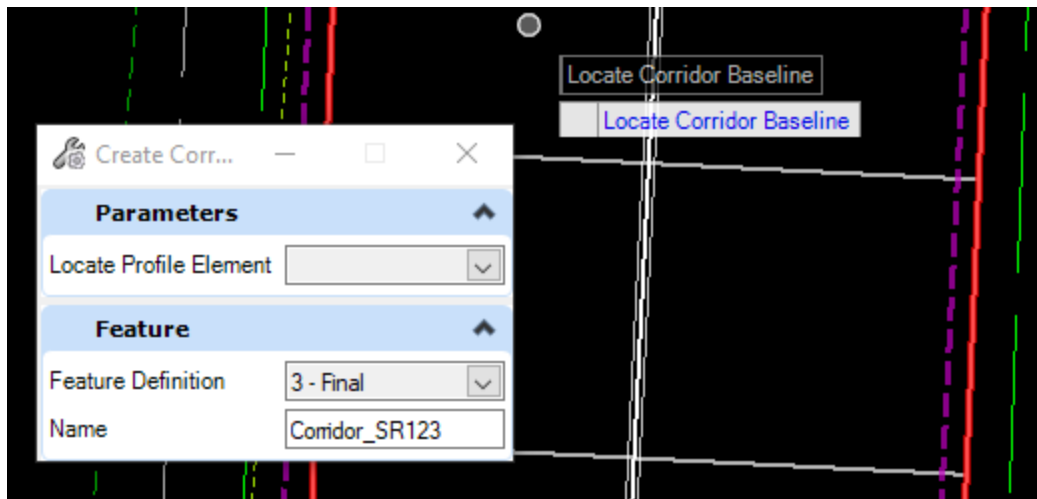 Locate Corridor Baseline
Locate Corridor Baseline
Create Corr...
Parameters
Locate Profile Element
Feature
Feature Definition 3 - Final
Name Corridor_SR123